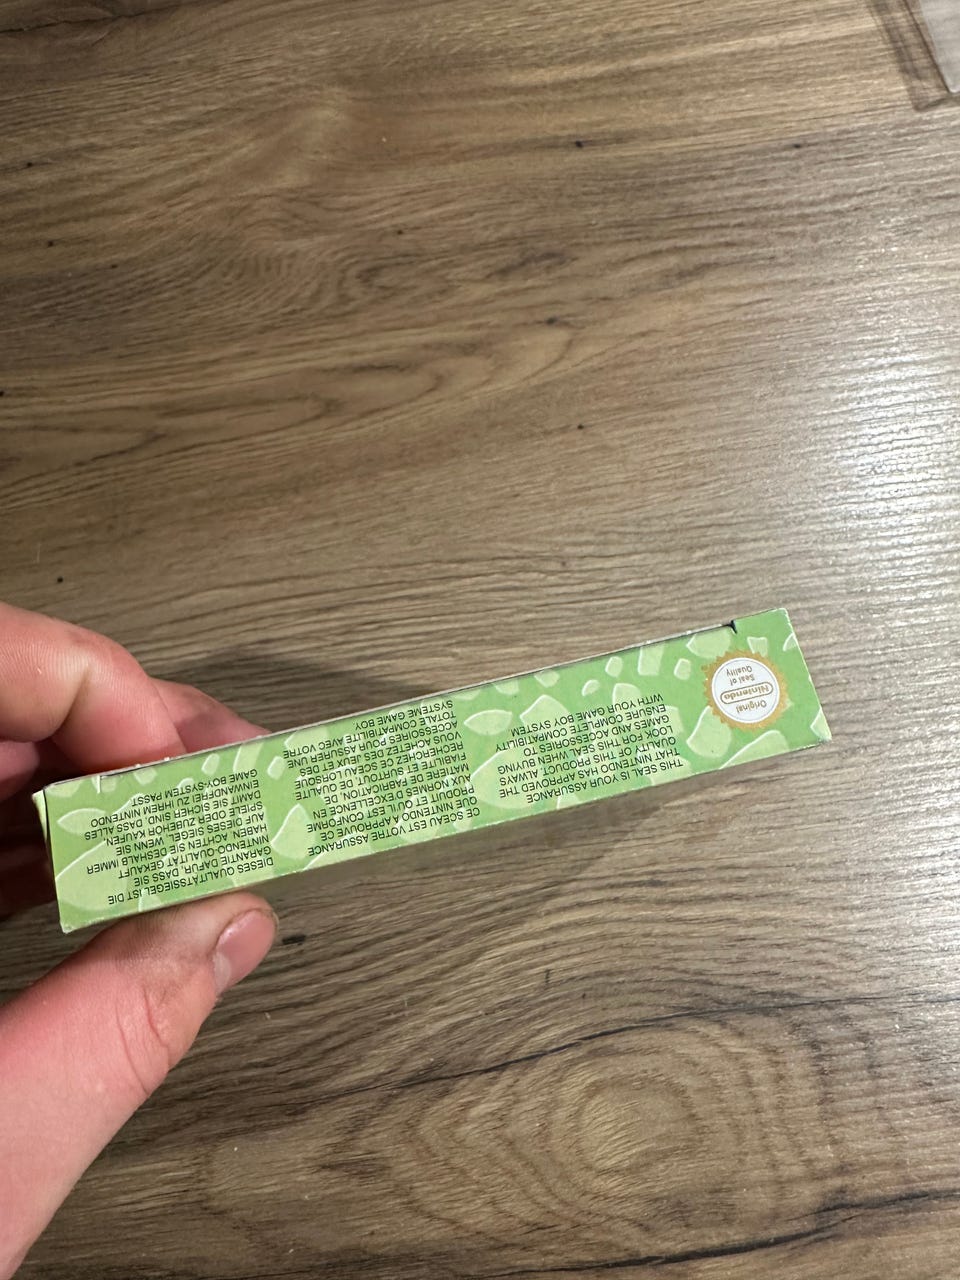 Original
Nintendo
Seal of
Quality
THIS SEAL IS YOUR ASSURANCE
THAT NINTENDO HAS APPROVED THE
QUALITY OF THIS PRODUCT. ALWAYS
LOOK FOR THIS SEAL WHEN BUYING
GAMES AND ACCESSORIES TO
ENSURE COMPLETE COMPATIBILITY
WITH YOUR GAME BOY SYSTEM
CE SCEAU EST VOTRE ASSURANCE
QUE NINTENDO A APPROUVE CE
PRODUIT ET QU'IL EST CONFORME
AUX NORMES D'EXCELLENCE EN
MATIERE DE FABRICATION, DE
FIABILITE ET SURTOUT, DE QUALITE
RECHERCHEZ CE SCEAU LORSQUE
VOUS ACHETEZ DES JEUX ET DES
ACCESSOIRES POUR ASSURER UNE
TOTALE COMPATIBILITE AVEC VOTRE
SYSTEME GAME BOY
DIESES QUALITÄTSSIEGEL IST DIE
GARANTIE DAFÜR, DASS SIE
NINTENDO-QUALITÄT GEKAUFT
HABEN. ACHTEN SIE DESHALB IMMER
AUF DIESES SIEGEL, WENN SIE
SPIELE ODER ZUBEHÖR KAUFEN,
DAMIT SIE SICHER SIND, DASS ALLES
EINWANDFREI ZU IHREM NINTENDO
GAME BOY-SYSTEM PASST